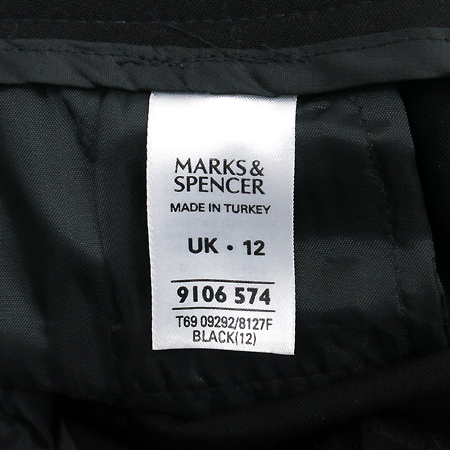 MARKS &
SPENCER
MADE IN TURKEY
UK · 12
9106 574
T69 09292/8127F
BLACK(12)